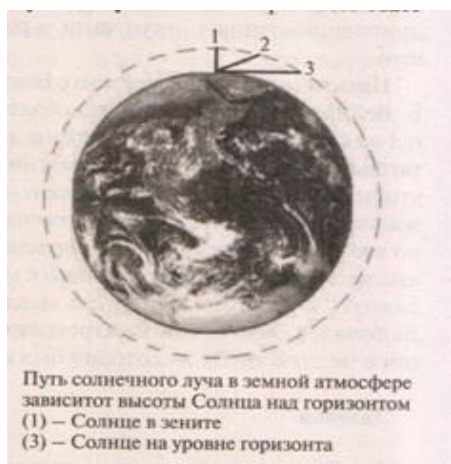 1
2
3
Путь солнечного луча в земной атмосфере
зависитот высоты Солнца над горизонтом
(1) – Солнце в зените
(3) – Солнце на уровне горизонта